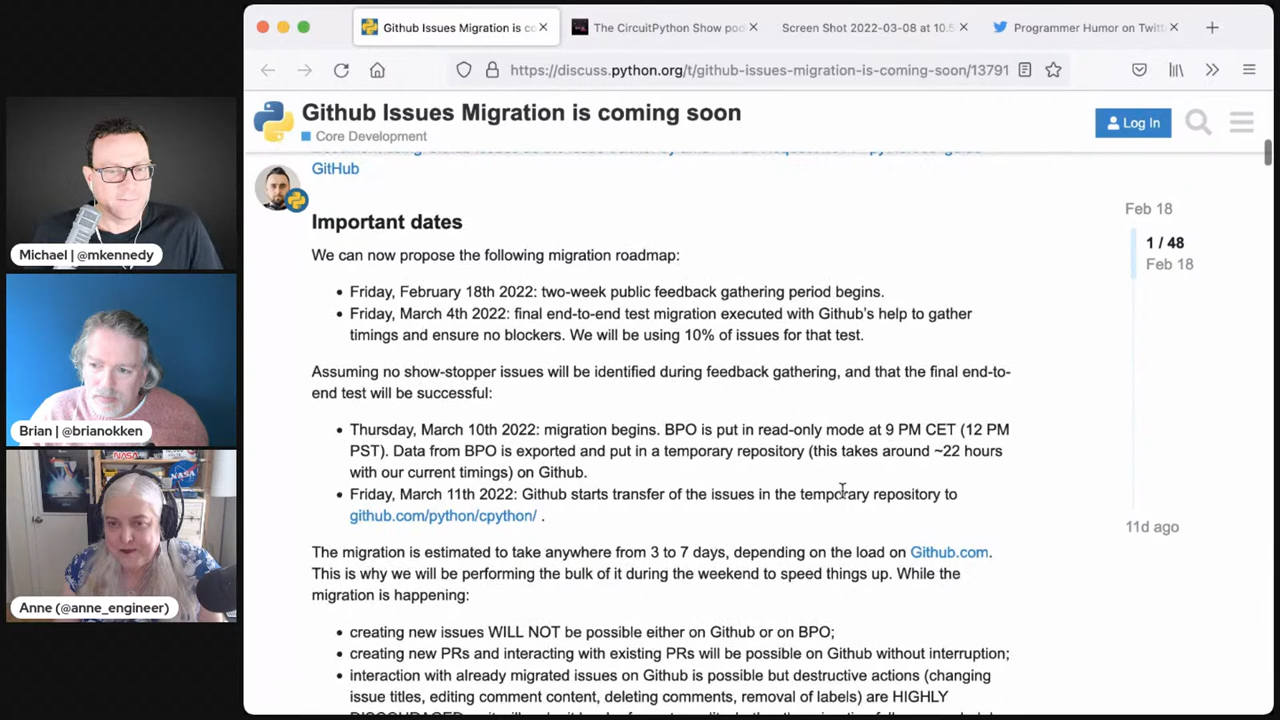 Github Issues Migration is co
The CircuitPython Show pod
Screen Shot 2022-03-08 at 10.5
Programmer Humor on Twitt
https://discuss.python.org/t/github-issues-migration-is-coming-soon/13791
Github Issues Migration is coming soon
Core Development
Log In
GitHub
Important dates
We can now propose the following migration roadmap:
• Friday, February 18th 2022: two-week public feedback gathering period begins.
• Friday, March 4th 2022: final end-to-end test migration executed with Github's help to gather
timings and ensure no blockers. We will be using 10% of issues for that test.
Assuming no show-stopper issues will be identified during feedback gathering, and that the final end-to-
end test will be successful:
• Thursday, March 10th 2022: migration begins. BPO is put in read-only mode at 9 PM CET (12 PM
PST). Data from BPO is exported and put in a temporary repository (this takes around ~22 hours
with our current timings) on Github.
• Friday, March 11th 2022: Github starts transfer of the issues in the temporary repository to
github.com/python/cpython/ .
The migration is estimated to take anywhere from 3 to 7 days, depending on the load on Github.com.
This is why we will be performing the bulk of it during the weekend to speed things up. While the
migration is happening:
• creating new issues WILL NOT be possible either on Github or on BPO;
• creating new PRs and interacting with existing PRs will be possible on Github without interruption;
• interaction with already migrated issues on Github is possible but destructive actions (changing
issue titles, editing comment content, deleting comments, removal of labels) are HIGHLY
Feb 18
1 / 48
Feb 18
11d ago
Michael | @mkennedy
Brian | @brianokken
Anne (@anne_engineer)